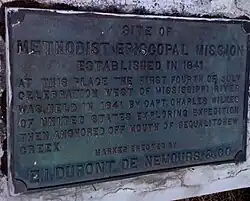 SITE OF
METHODIST EPISCOPAL MISSION
ESTABLISHED IN 1841
AT THIS PLACE THE FIRST FOURTH OF JULY
CELEBRATION WEST OF MISSISSIPPI RIVER
WAS HELD IN 1841 BY CAPT. CHARLES WILKES
OF UNITED STATES EXPLORING EXPEDITION
THEN ANCHORED OFF MOUTH OF SEQUALITCHEW
CREEK
MARKER ERECTED BY
E.I. DUPONT DE NEMOURS & CO